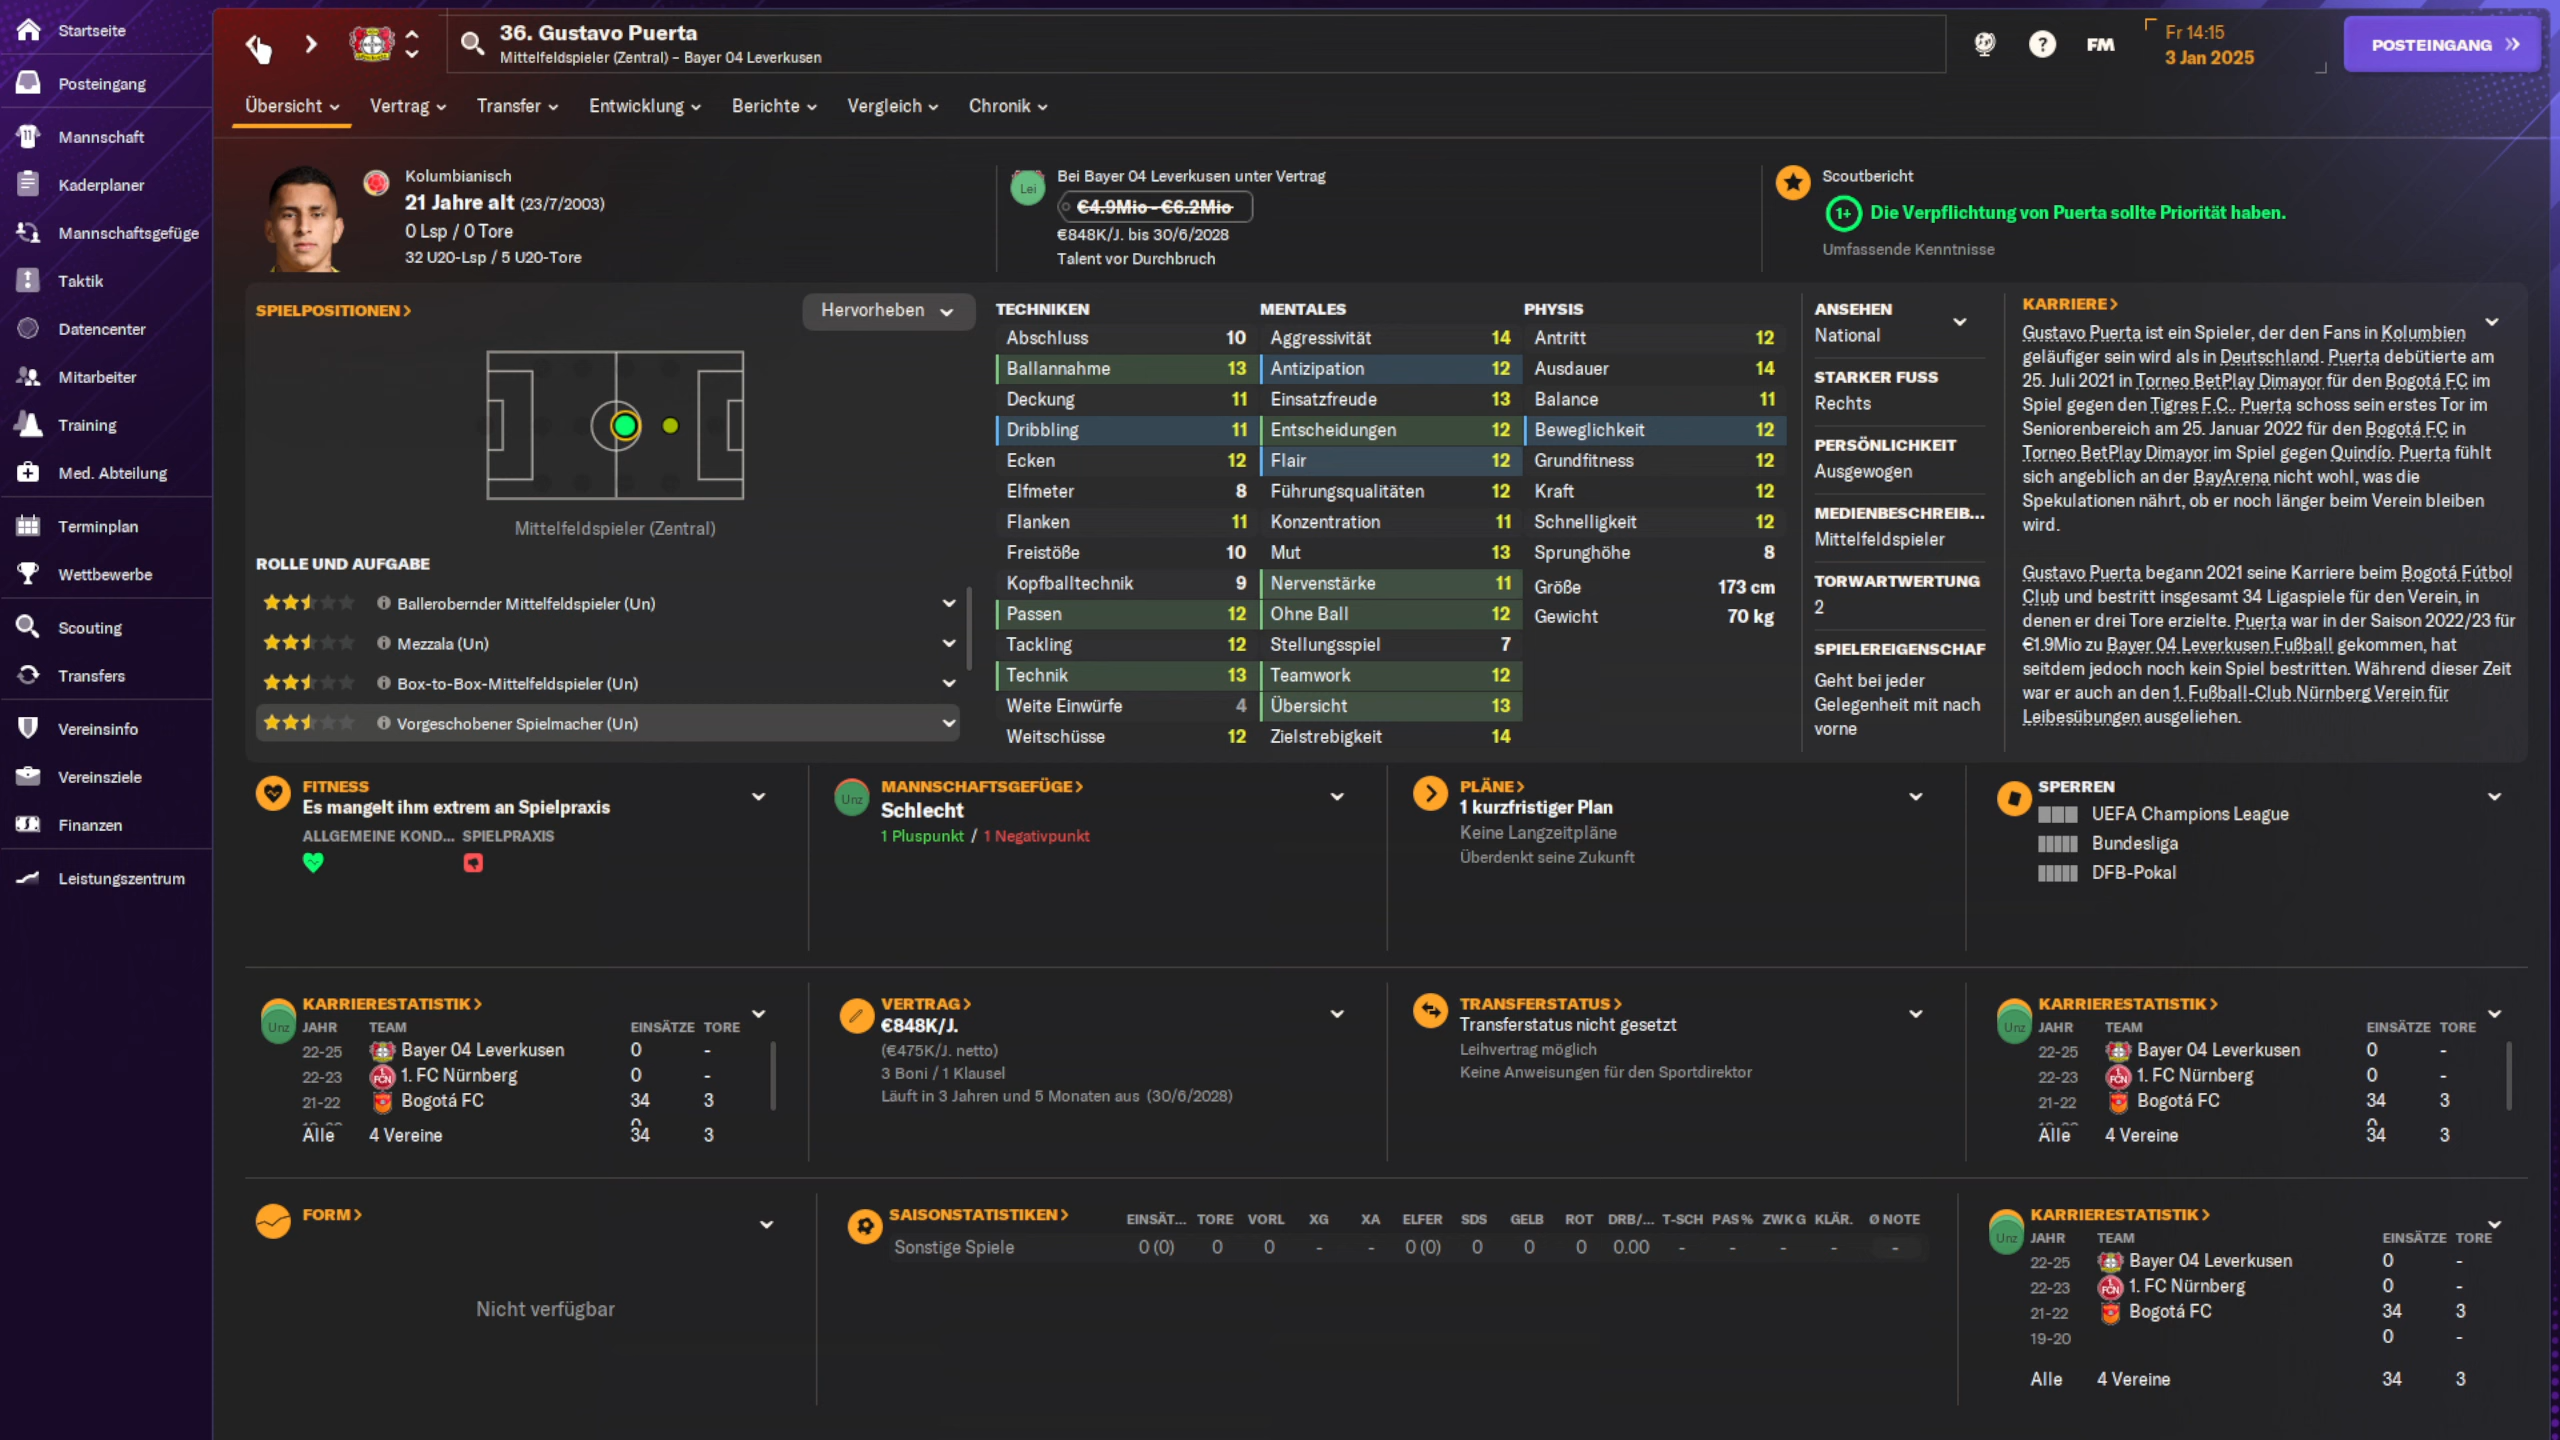 Startseite
Posteingang
Mannschaft
Kaderplaner
Mannschaftsgefüge
Taktik
Datencenter
Mitarbeiter
Training
Med. Abteilung
Terminplan
Wettbewerbe
Scouting
Transfers
Vereinsinfo
Vereinsziele
Finanzen
Leistungszentrum
36. Gustavo Puerta
Mittelfeldspieler (Zentral) - Bayer 04 Leverkusen
FM
Fr 14:15
3 Jan 2025
POSTEINGANG
Übersicht
Vertrag
Transfer
Entwicklung
Berichte
Vergleich
Chronik
Kolumbianisch
21 Jahre alt (23/7/2003)
0 Lsp / 0 Tore
32 U20-Lsp / 5 U20-Tore
Lei
Bei Bayer 04 Leverkusen unter Vertrag
€4.9Mio - €6.2Mio
€848K/J. bis 30/6/2028
Talent vor Durchbruch
Scoutbericht
1+ Die Verpflichtung von Puerta sollte Priorität haben.
Umfassende Kenntnisse
SPIELPOSITIONEN
Hervorheben
Mittelfeldspieler (Zentral)
ROLLE UND AUFGABE
Ballerobernder Mittelfeldspieler (Un)
Mezzala (Un)
Box-to-Box-Mittelfeldspieler (Un)
Vorgeschobener Spielmacher (Un)
TECHNIKEN
Abschluss 10
Ballannahme 13
Deckung 11
Dribbling 11
Ecken 12
Elfmeter 8
Flanken 11
Freistöße 10
Kopfballtechnik 9
Passen 12
Tackling 12
Technik 13
Weite Einwürfe 4
Weitschüsse 12
MENTALES
Aggressivität 14
Antizipation 12
Einsatzfreude 13
Entscheidungen 12
Flair 12
Führungsqualitäten 12
Konzentration 11
Mut 13
Nervenstärke 11
Ohne Ball 12
Stellungsspiel 7
Teamwork 12
Übersicht 13
Zielstrebigkeit 14
PHYSIS
Antritt 12
Ausdauer 14
Balance 11
Beweglichkeit 12
Grundfitness 12
Kraft 12
Schnelligkeit 12
Sprunghöhe 8
Größe 173 cm
Gewicht 70 kg
ANSEHEN
National
STARKER FUSS
Rechts
PERSÖNLICHKEIT
Ausgewogen
MEDIENBESCHREIB...
Mittelfeldspieler
TORWARTWERTUNG
2
SPIELEREIGENSCHAF
Geht bei jeder
Gelegenheit mit nach
vorne
KARRIERE
Gustavo Puerta ist ein Spieler, der den Fans in Kolumbien
geläufiger sein wird als in Deutschland. Puerta debütierte am
25. Juli 2021 in Torneo BetPlay Dimayor für den Bogotá FC im
Spiel gegen den Tigres F.C.. Puerta schoss sein erstes Tor im
Seniorenbereich am 25. Januar 2022 für den Bogotá FC in
Torneo BetPlay Dimayor im Spiel gegen Quindío. Puerta fühlt
sich angeblich an der BayArena nicht wohl, was die
Spekulationen nährt, ob er noch länger beim Verein bleiben
wird.
Gustavo Puerta begann 2021 seine Karriere beim Bogotá Fútbol
Club und bestritt insgesamt 34 Ligaspiele für den Verein, in
denen er drei Tore erzielte. Puerta war in der Saison 2022/23 für
€1.9Mio zu Bayer 04 Leverkusen Fußball gekommen, hat
seitdem jedoch noch kein Spiel bestritten. Während dieser Zeit
war er auch an den 1. Fußball-Club Nürnberg Verein für
Leibesübungen ausgeliehen.
FITNESS
Es mangelt ihm extrem an Spielpraxis
ALLGEMEINE KOND... SPIELPRAXIS
Unz
MANNSCHAFTSGEFÜGE
Schlecht
1 Pluspunkt / 1 Negativpunkt
PLÄNE
1 kurzfristiger Plan
Keine Langzeitpläne
Überdenkt seine Zukunft
SPERREN
UEFA Champions League
Bundesliga
DFB-Pokal
Unz
KARRIERESTATISTIK
JAHR TEAM EINSÄTZE TORE
22-25 Bayer 04 Leverkusen 0 -
22-23 1. FC Nürnberg 0 -
21-22 Bogotá FC 34 3
Alle 4 Vereine 34 3
VERTRAG
€848K/J.
(€475K/J. netto)
3 Boni / 1 Klausel
Läuft in 3 Jahren und 5 Monaten aus (30/6/2028)
TRANSFERSTATUS
Transferstatus nicht gesetzt
Leihvertrag möglich
Keine Anweisungen für den Sportdirektor
Unz
KARRIERESTATISTIK
JAHR TEAM EINSÄTZE TORE
22-25 Bayer 04 Leverkusen 0 -
22-23 1. FC Nürnberg 0 -
21-22 Bogotá FC 34 3
Alle 4 Vereine 34 3
FORM
Nicht verfügbar
SAISONSTATISTIKEN
EINSÄT... TORE VORL XG XA ELFER SDS GELB ROT DRB/... T-SCH PAS% ZWK G KLÄR. Ø NOTE
Sonstige Spiele 0 (0) 0 0 - - 0 (0) 0 0 0 0.00 - - - - -
Unz
KARRIERESTATISTIK
JAHR TEAM EINSÄTZE TORE
22-25 Bayer 04 Leverkusen 0 -
22-23 1. FC Nürnberg 0 -
21-22 Bogotá FC 34 3
19-20 0 -
Alle 4 Vereine 34 3